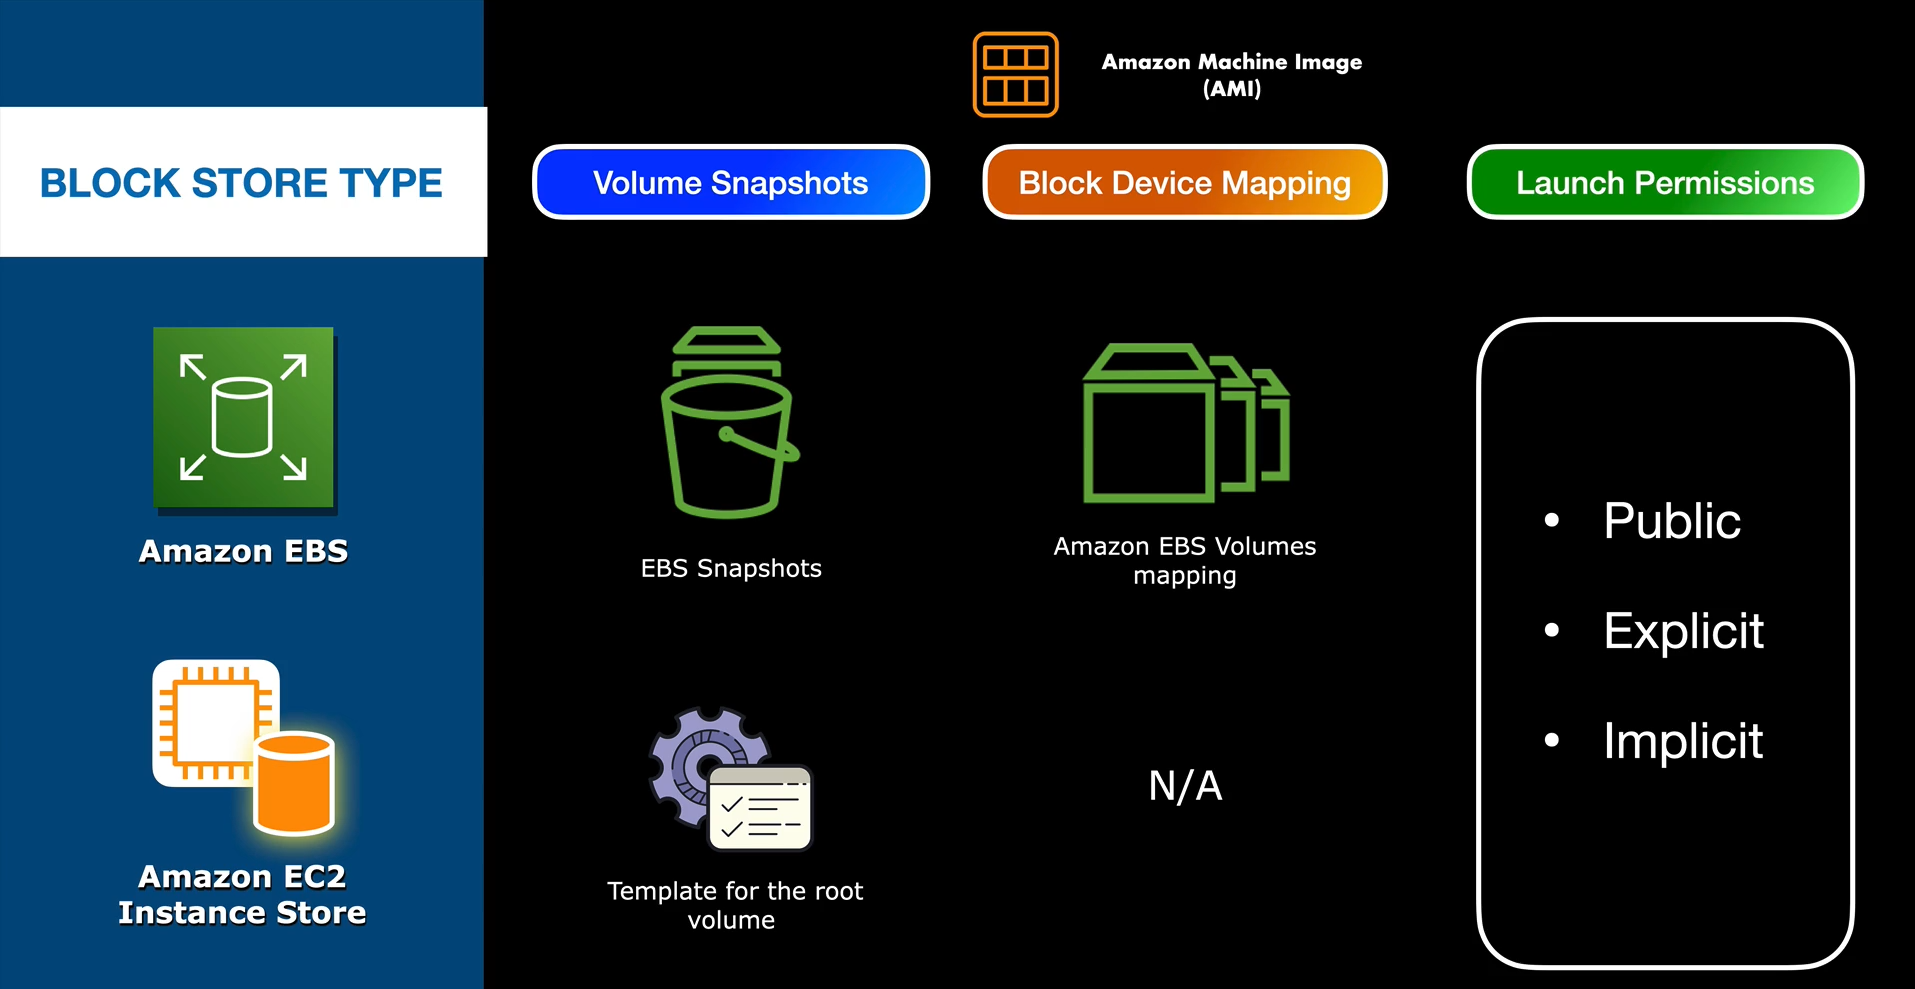 Amazon Machine Image
(AMI)
BLOCK STORE TYPE
Volume Snapshots
Block Device Mapping
Launch Permissions
Amazon EBS
EBS Snapshots
Amazon EBS Volumes
mapping
• Public
• Explicit
• Implicit
Amazon EC2
Instance Store
Template for the root
volume
N/A